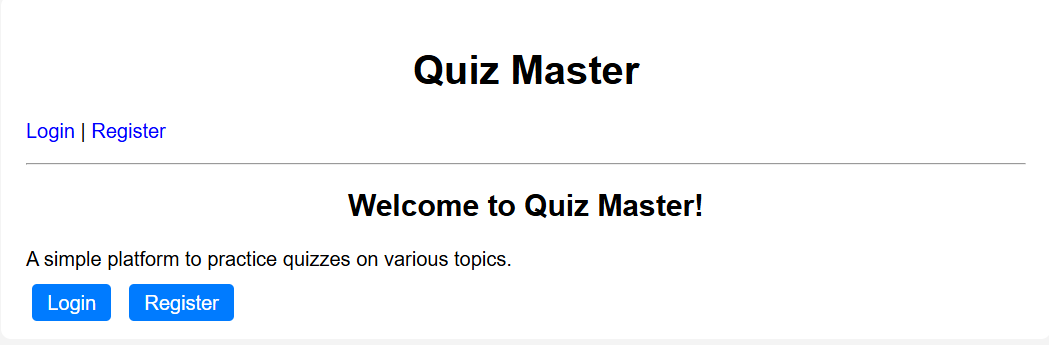 Quiz Master
Login | Register
Welcome to Quiz Master!
A simple platform to practice quizzes on various topics.
Login Register